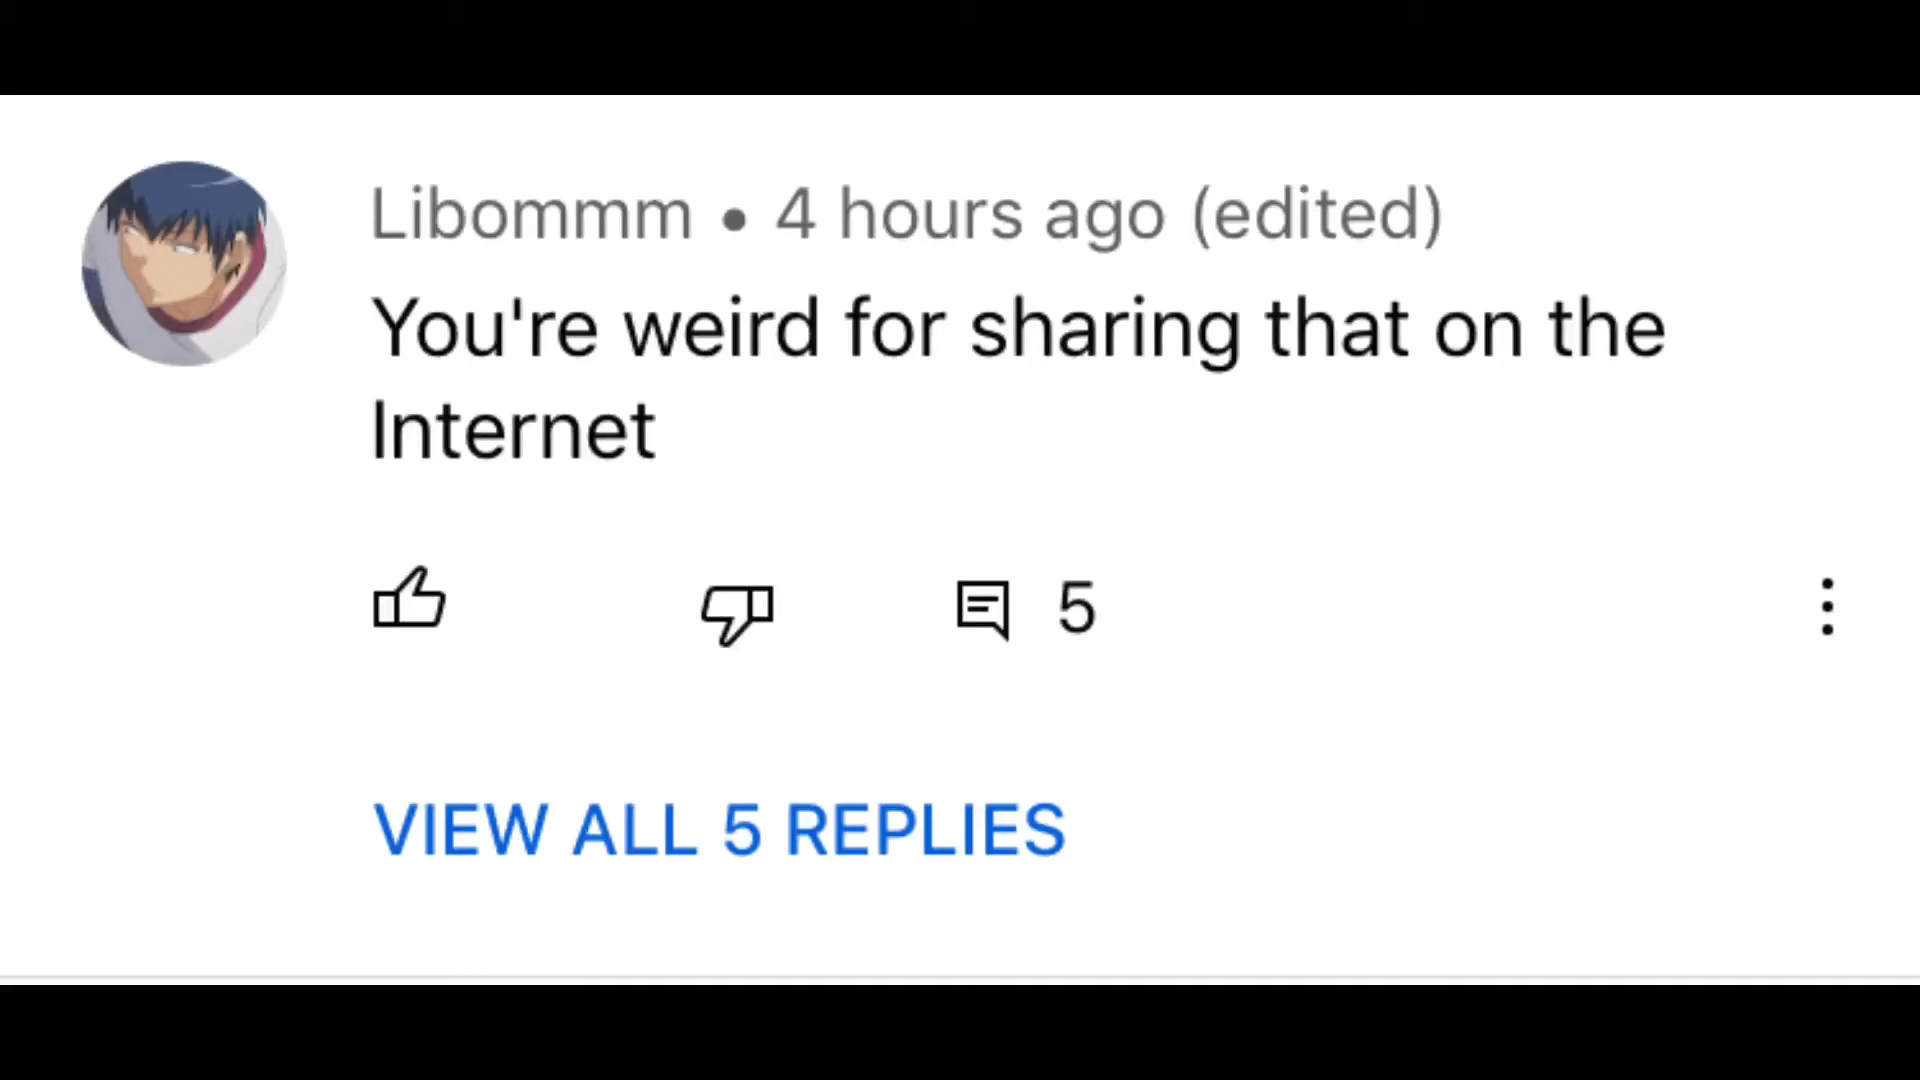 Libommm • 4 hours ago (edited)
You're weird for sharing that on the
Internet
5
VIEW ALL 5 REPLIES